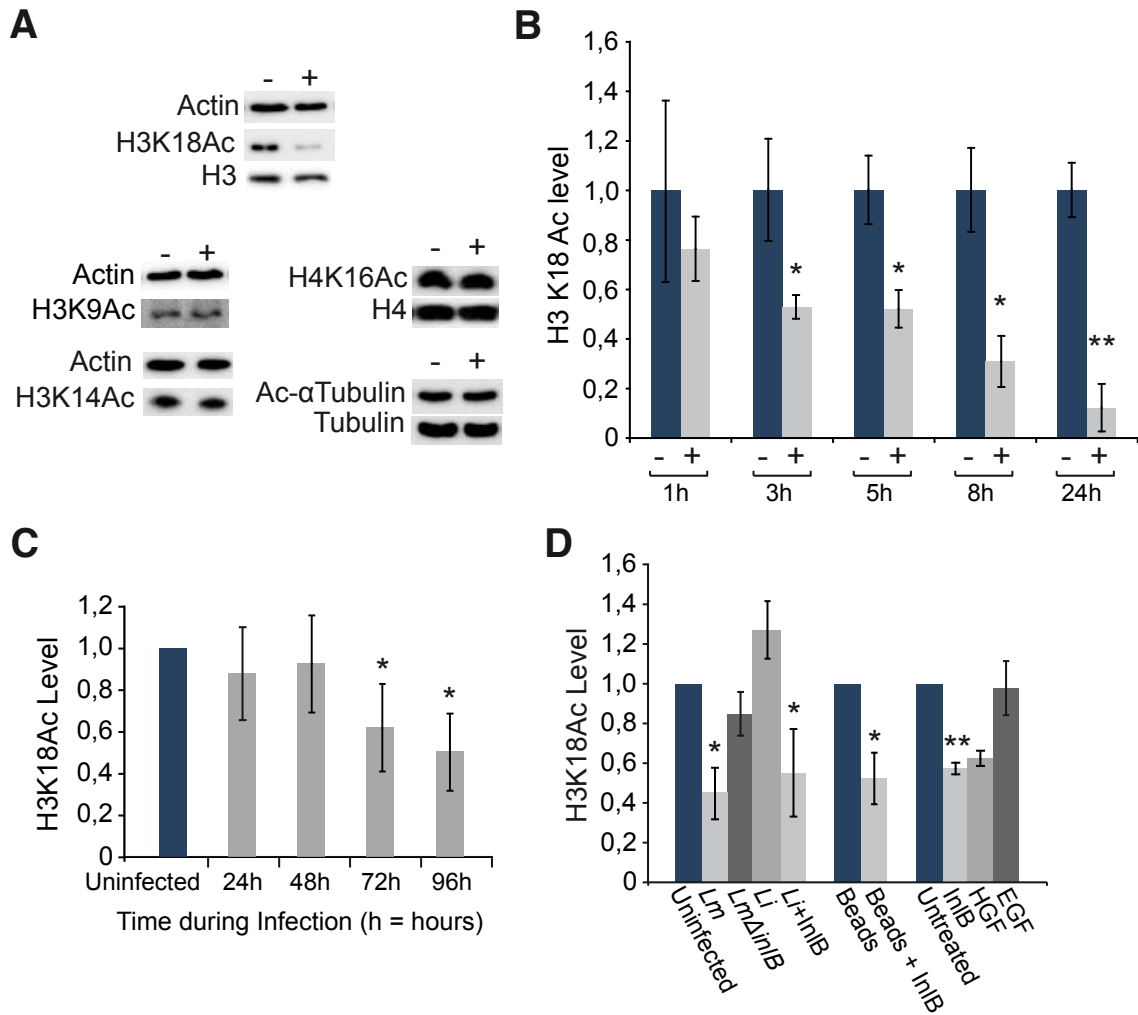 A
- +
Actin
H3K18Ac
H3
- +
Actin
H3K9Ac
Actin
H3K14Ac
- +
H4K16Ac
H4
- +
Ac-αTubulin
Tubulin
B
H3 K18 Ac level
1,6
1,4
1,2
1,0
0,8
0,6
0,4
0,2
0
* * * **
- + - + - + - + - +
1h 3h 5h 8h 24h
C
H3K18Ac Level
1,2
1,0
0,8
0,6
0,4
0,2
0
* *
Uninfected 24h 48h 72h 96h
Time during Infection (h = hours)
D
H3K18Ac Level
1,6
1,4
1,2
1,0
0,8
0,6
0,4
0,2
0
* * * **
Uninfected
Lm
LmΔinlB
Li
Li+InlB
Beads
Beads + InlB
Untreated
InlB
HGF
EGF